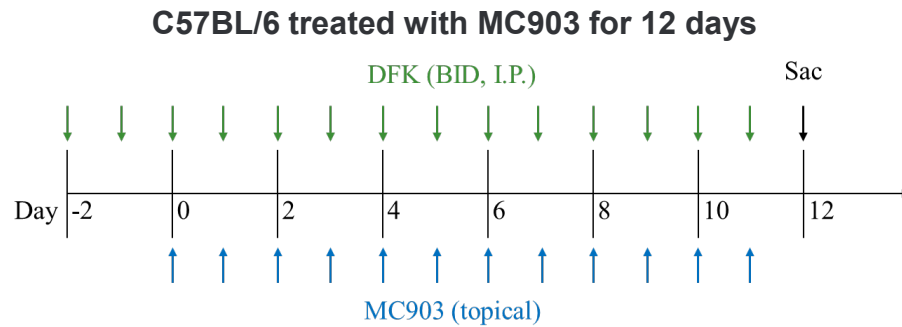 C57BL/6 treated with MC903 for 12 days
DFK (BID, I.P.)
Sac
Day -2 0 2 4 6 8 10 12
MC903 (topical)